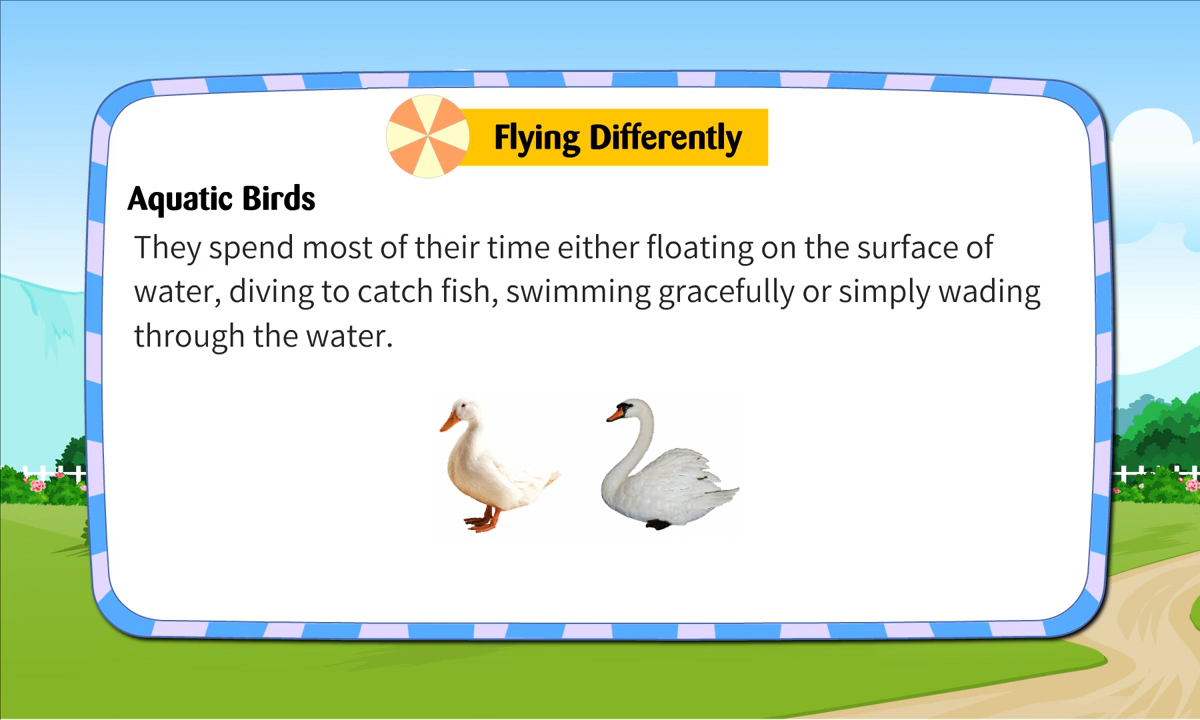 Flying Differently
Aquatic Birds
They spend most of their time either floating on the surface of
water, diving to catch fish, swimming gracefully or simply wading
through the water.